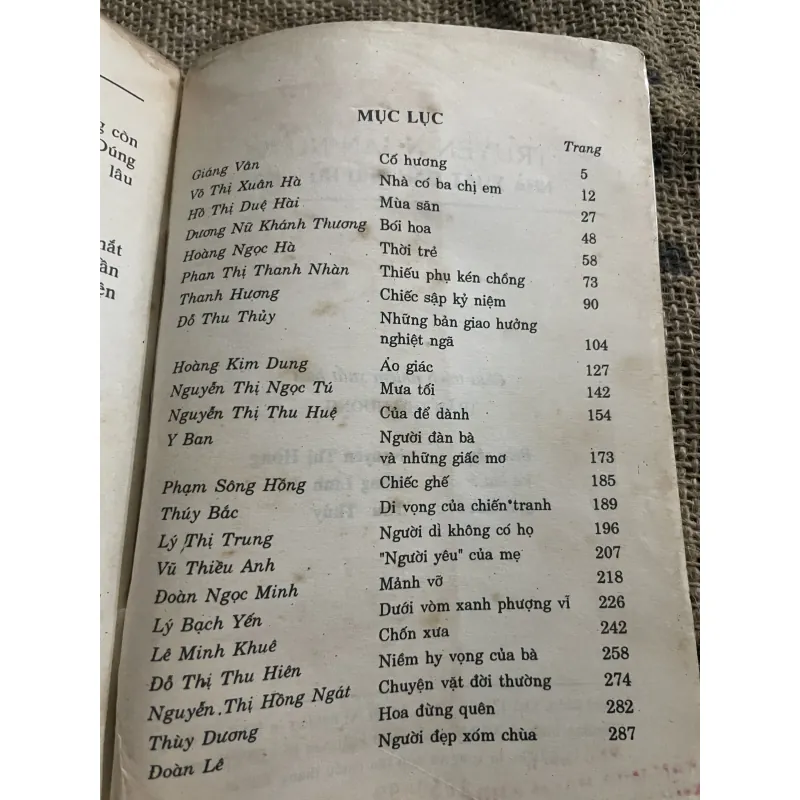 còn
lâu
MỤC LỤC
Trang
Giáng Vân Cố hương 5
Võ Thị Xuân Hà Nhà có ba chị em 12
Hồ Thị Duệ Hài Mùa săn 27
Dương Nữ Khánh Thương Bói hoa 48
Hoàng Ngọc Hà Thời trẻ 58
Phan Thị Thanh Nhàn Thiếu phụ kén chồng 73
Thanh Hương Chiếc sập kỷ niệm 90
Đỗ Thu Thủy Những bản giao hưởng
nghiệt ngã 104
Hoàng Kim Dung Ảo giác 127
Nguyễn Thị Ngọc Tú Mưa tối 142
Nguyễn Thị Thu Huệ Của để dành 154
Y Ban Người đàn bà
và những giấc mơ 173
Phạm Sông Hồng Chiếc ghế 185
Thúy Bắc Di vọng của chiến tranh 189
Lý Thị Trung Người dì không có họ 196
Vũ Thiều Anh "Người yêu" của mẹ 207
Đoàn Ngọc Minh Mảnh vỡ 218
Lý Bạch Yến Dưới vòm xanh phượng vĩ 226
Lê Minh Khuê Chốn xưa 242
Đỗ Thị Thu Hiên Niềm hy vọng của bà 258
Nguyễn Thị Hồng Ngát Chuyện vặt đời thường 274
Thùy Dương Hoa đừng quên 282
Đoàn Lê Người đẹp xóm chùa 287